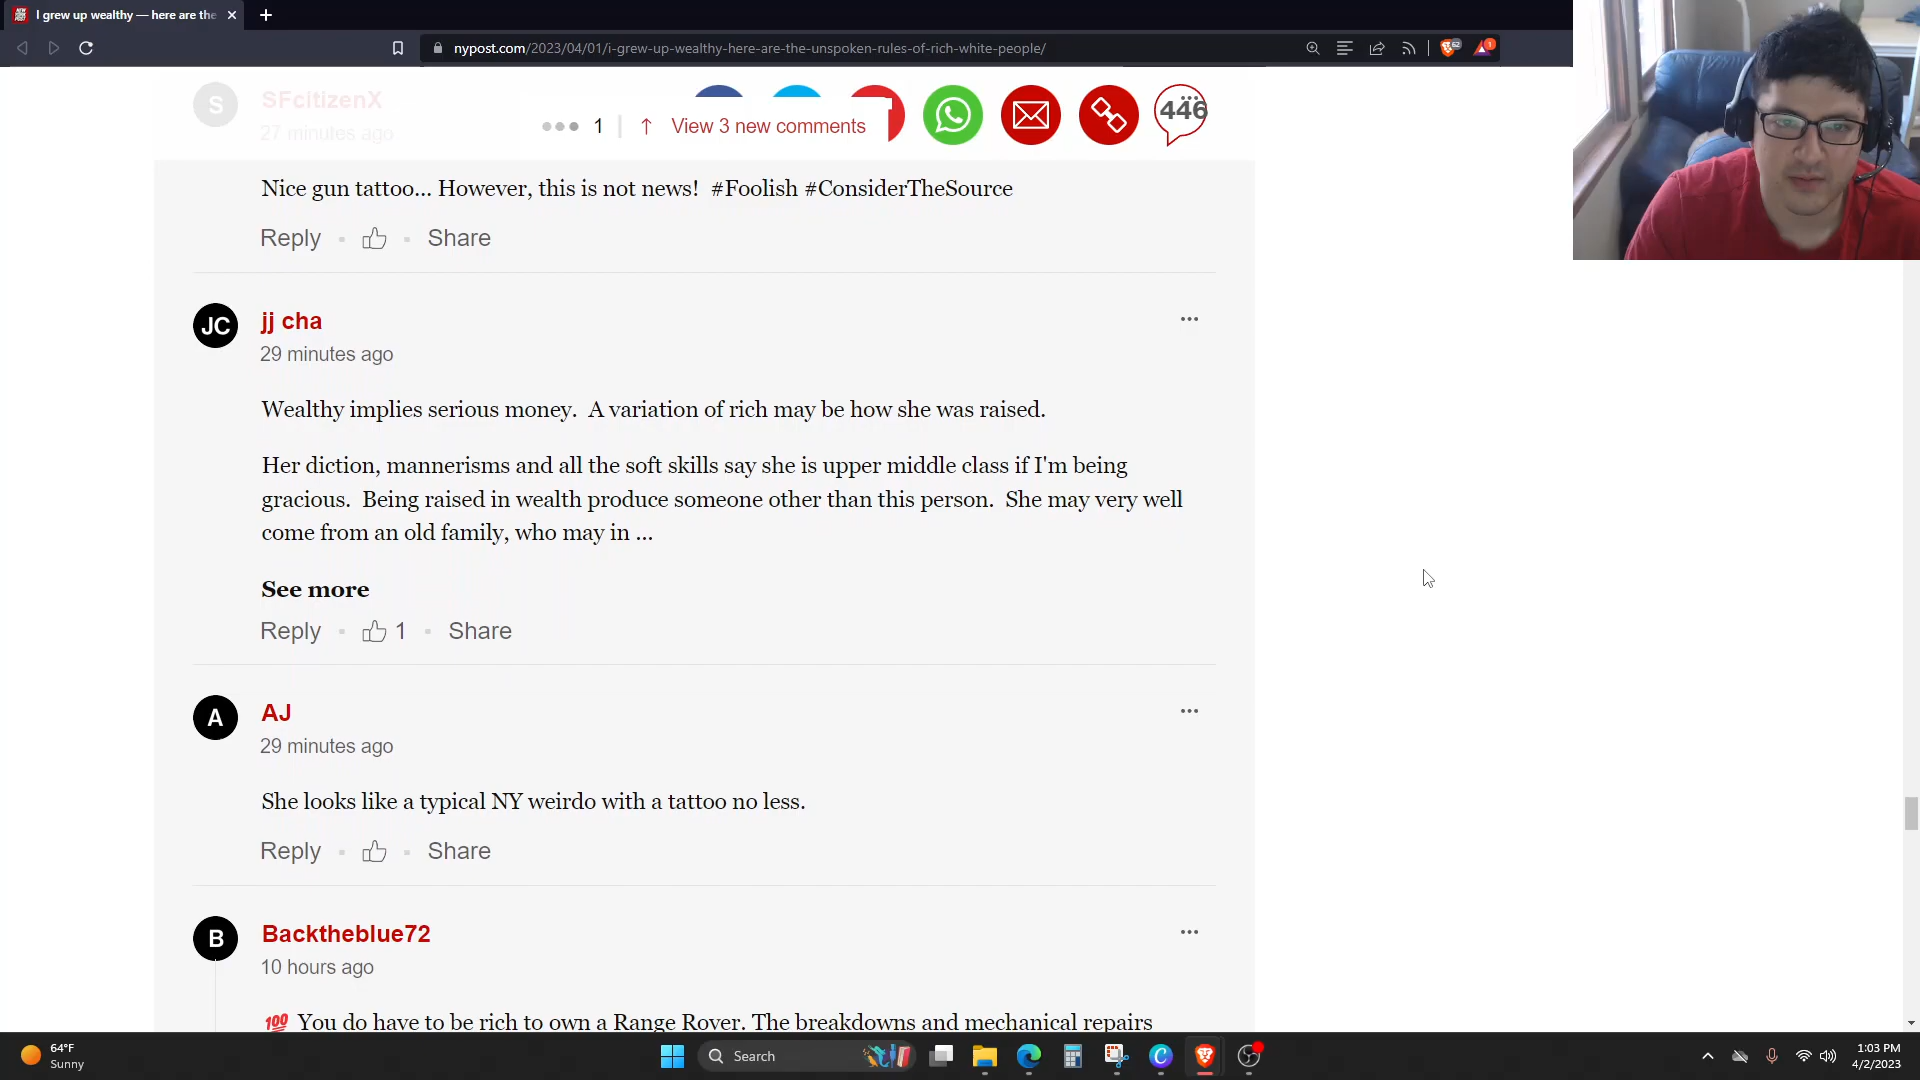 I grew up wealthy — here are the
nypost.com/2023/04/01/i-grew-up-wealthy-here-are-the-unspoken-rules-of-rich-white-people/
62
1
S
SFcitizenX
27 minutes ago
1
↑ View 3 new comments
446
Nice gun tattoo... However, this is not news!  #Foolish #ConsiderTheSource
Reply
Share
JC
jj cha
29 minutes ago
Wealthy implies serious money.  A variation of rich may be how she was raised.
Her diction, mannerisms and all the soft skills say she is upper middle class if I'm being
gracious.  Being raised in wealth produce someone other than this person.  She may very well
come from an old family, who may in ...
See more
Reply
1
Share
A
AJ
29 minutes ago
She looks like a typical NY weirdo with a tattoo no less.
Reply
Share
B
Backtheblue72
10 hours ago
💯 You do have to be rich to own a Range Rover. The breakdowns and mechanical repairs
64°F
Sunny
Search
1:03 PM
4/2/2023